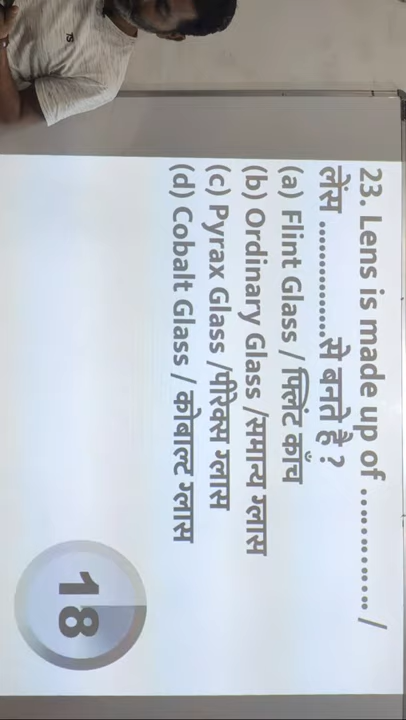 23. Lens is made up of ............. /
लेंस ...............से बनते है ?
(a) Flint Glass / फ्लिंट काँच
(b) Ordinary Glass /समान्य ग्लास
(c) Pyrax Glass /पीरेक्स ग्लास
(d) Cobalt Glass / कोबाल्ट ग्लास
18